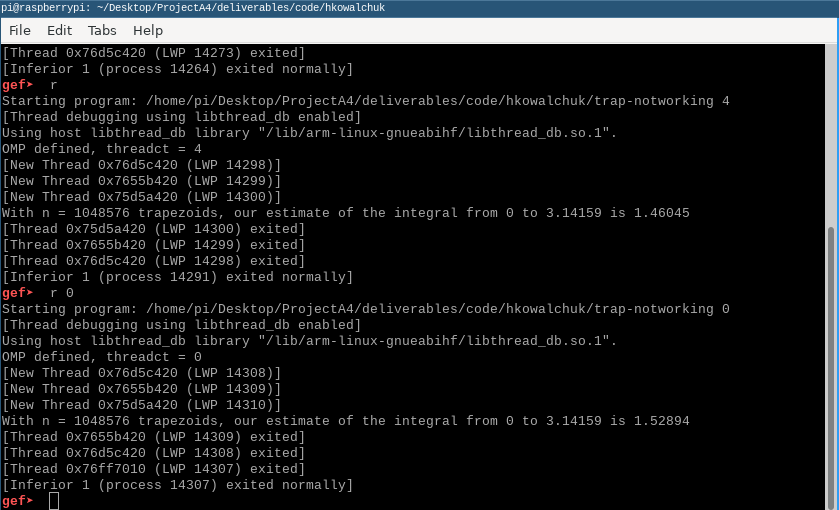 pi@raspberrypi: ~/Desktop/ProjectA4/deliverables/code/hkowalchuk
File Edit Tabs Help
[Thread 0x76d5c420 (LWP 14273) exited]
[Inferior 1 (process 14264) exited normally]
gef➤  r
Starting program: /home/pi/Desktop/ProjectA4/deliverables/code/hkowalchuk/trap-notworking 4
[Thread debugging using libthread_db enabled]
Using host libthread_db library "/lib/arm-linux-gnueabihf/libthread_db.so.1".
OMP defined, threadct = 4
[New Thread 0x76d5c420 (LWP 14298)]
[New Thread 0x7655b420 (LWP 14299)]
[New Thread 0x75d5a420 (LWP 14300)]
With n = 1048576 trapezoids, our estimate of the integral from 0 to 3.14159 is 1.46045
[Thread 0x75d5a420 (LWP 14300) exited]
[Thread 0x7655b420 (LWP 14299) exited]
[Thread 0x76d5c420 (LWP 14298) exited]
[Inferior 1 (process 14291) exited normally]
gef➤  r 0
Starting program: /home/pi/Desktop/ProjectA4/deliverables/code/hkowalchuk/trap-notworking 0
[Thread debugging using libthread_db enabled]
Using host libthread_db library "/lib/arm-linux-gnueabihf/libthread_db.so.1".
OMP defined, threadct = 0
[New Thread 0x76d5c420 (LWP 14308)]
[New Thread 0x7655b420 (LWP 14309)]
[New Thread 0x75d5a420 (LWP 14310)]
With n = 1048576 trapezoids, our estimate of the integral from 0 to 3.14159 is 1.52894
[Thread 0x7655b420 (LWP 14309) exited]
[Thread 0x76d5c420 (LWP 14308) exited]
[Thread 0x76ff7010 (LWP 14307) exited]
[Inferior 1 (process 14307) exited normally]
gef➤